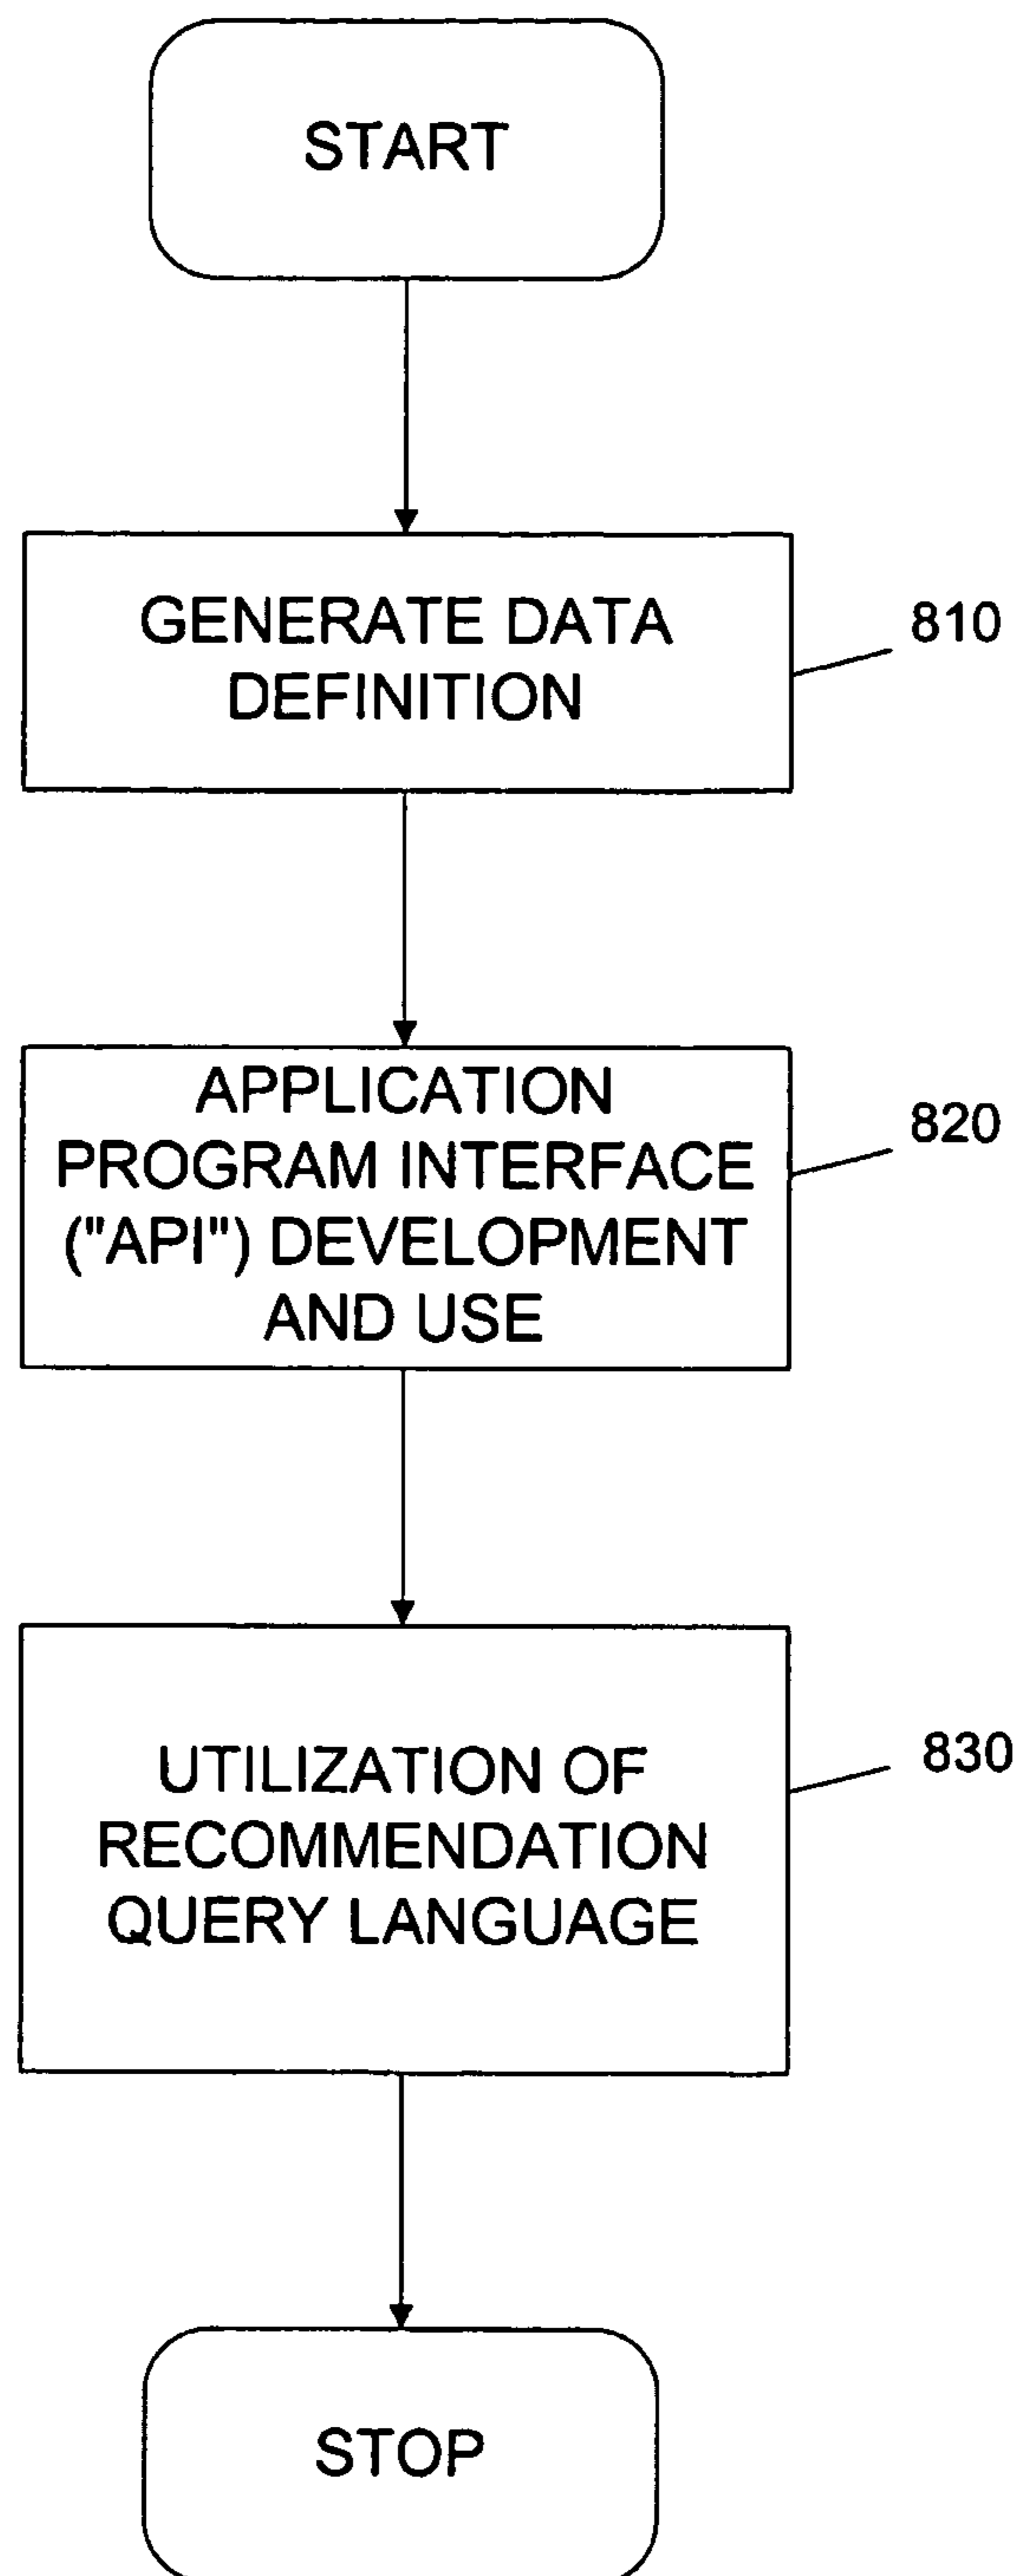 START
GENERATE DATA
DEFINITION
810
APPLICATION
PROGRAM INTERFACE
("API") DEVELOPMENT
AND USE
820
UTILIZATION OF
RECOMMENDATION
QUERY LANGUAGE
830
STOP